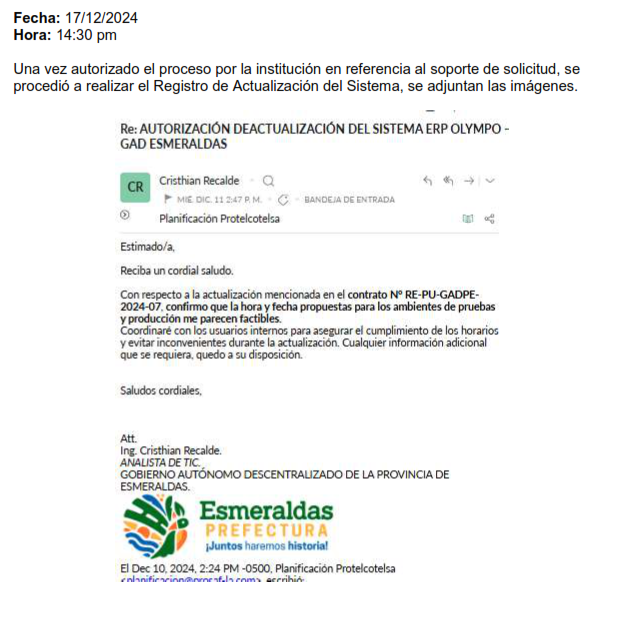 Fecha: 17/12/2024
Hora: 14:30 pm
Una vez autorizado el proceso por la institución en referencia al soporte de solicitud, se
procedió a realizar el Registro de Actualización del Sistema, se adjuntan las imágenes.
Re: AUTORIZACIÓN DEACTUALIZACIÓN DEL SISTEMA ERP OLYMPO -
GAD ESMERALDAS
CR
Cristhian Recalde
MIÉ. DIC. 11 2:47 P. M. - BANDEJA DE ENTRADA
Planificación Protelcotelsa
Estimado/a,
Reciba un cordial saludo.
Con respecto a la actualización mencionada en el contrato Nº RE-PU-GADPE-
2024-07, confirmo que la hora y fecha propuestas para los ambientes de pruebas
y producción me parecen factibles.
Coordinaré con los usuarios internos para asegurar el cumplimiento de los horarios
y evitar inconvenientes durante la actualización. Cualquier información adicional
que se requiera, quedo a su disposición.
Saludos cordiales,
Att.
Ing. Cristhian Recalde.
ANALISTA DE TIC.
GOBIERNO AUTÓNOMO DESCENTRALIZADO DE LA PROVINCIA DE
ESMERALDAS.
Esmeraldas
PREFECTURA
¡Juntos haremos historia!
El Dec 10, 2024, 2:24 PM -0500, Planificación Protelcotelsa
escribió: